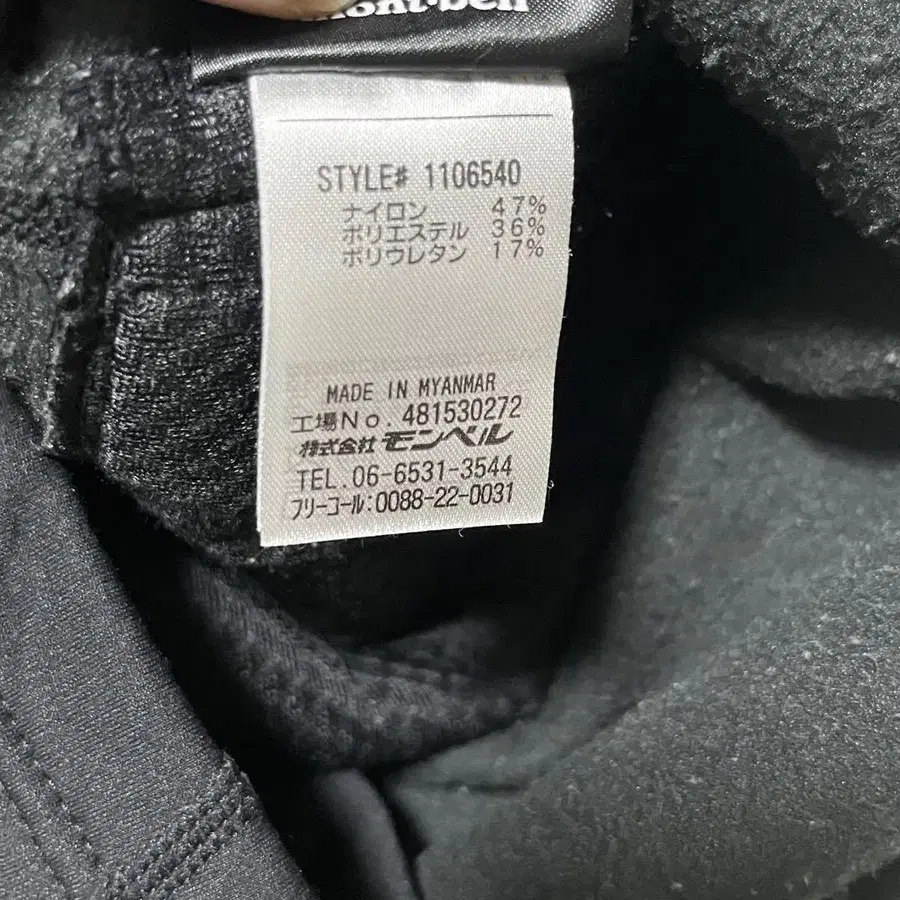 mont-bell
STYLE# 1106540
ナイロン 47%
ポリエステル 36%
ポリウレタン 17%
MADE IN MYANMAR
工場No. 481530272
株式会社 モンベル
TEL. 06-6531-3544
フリーコール:0088-22-0031